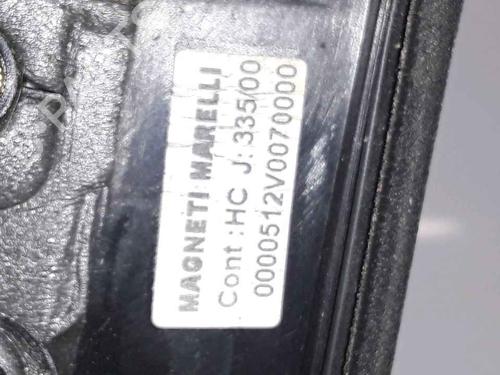 MAGNETI MARELLI
Cont :HC J:335/00
0000512V0070000